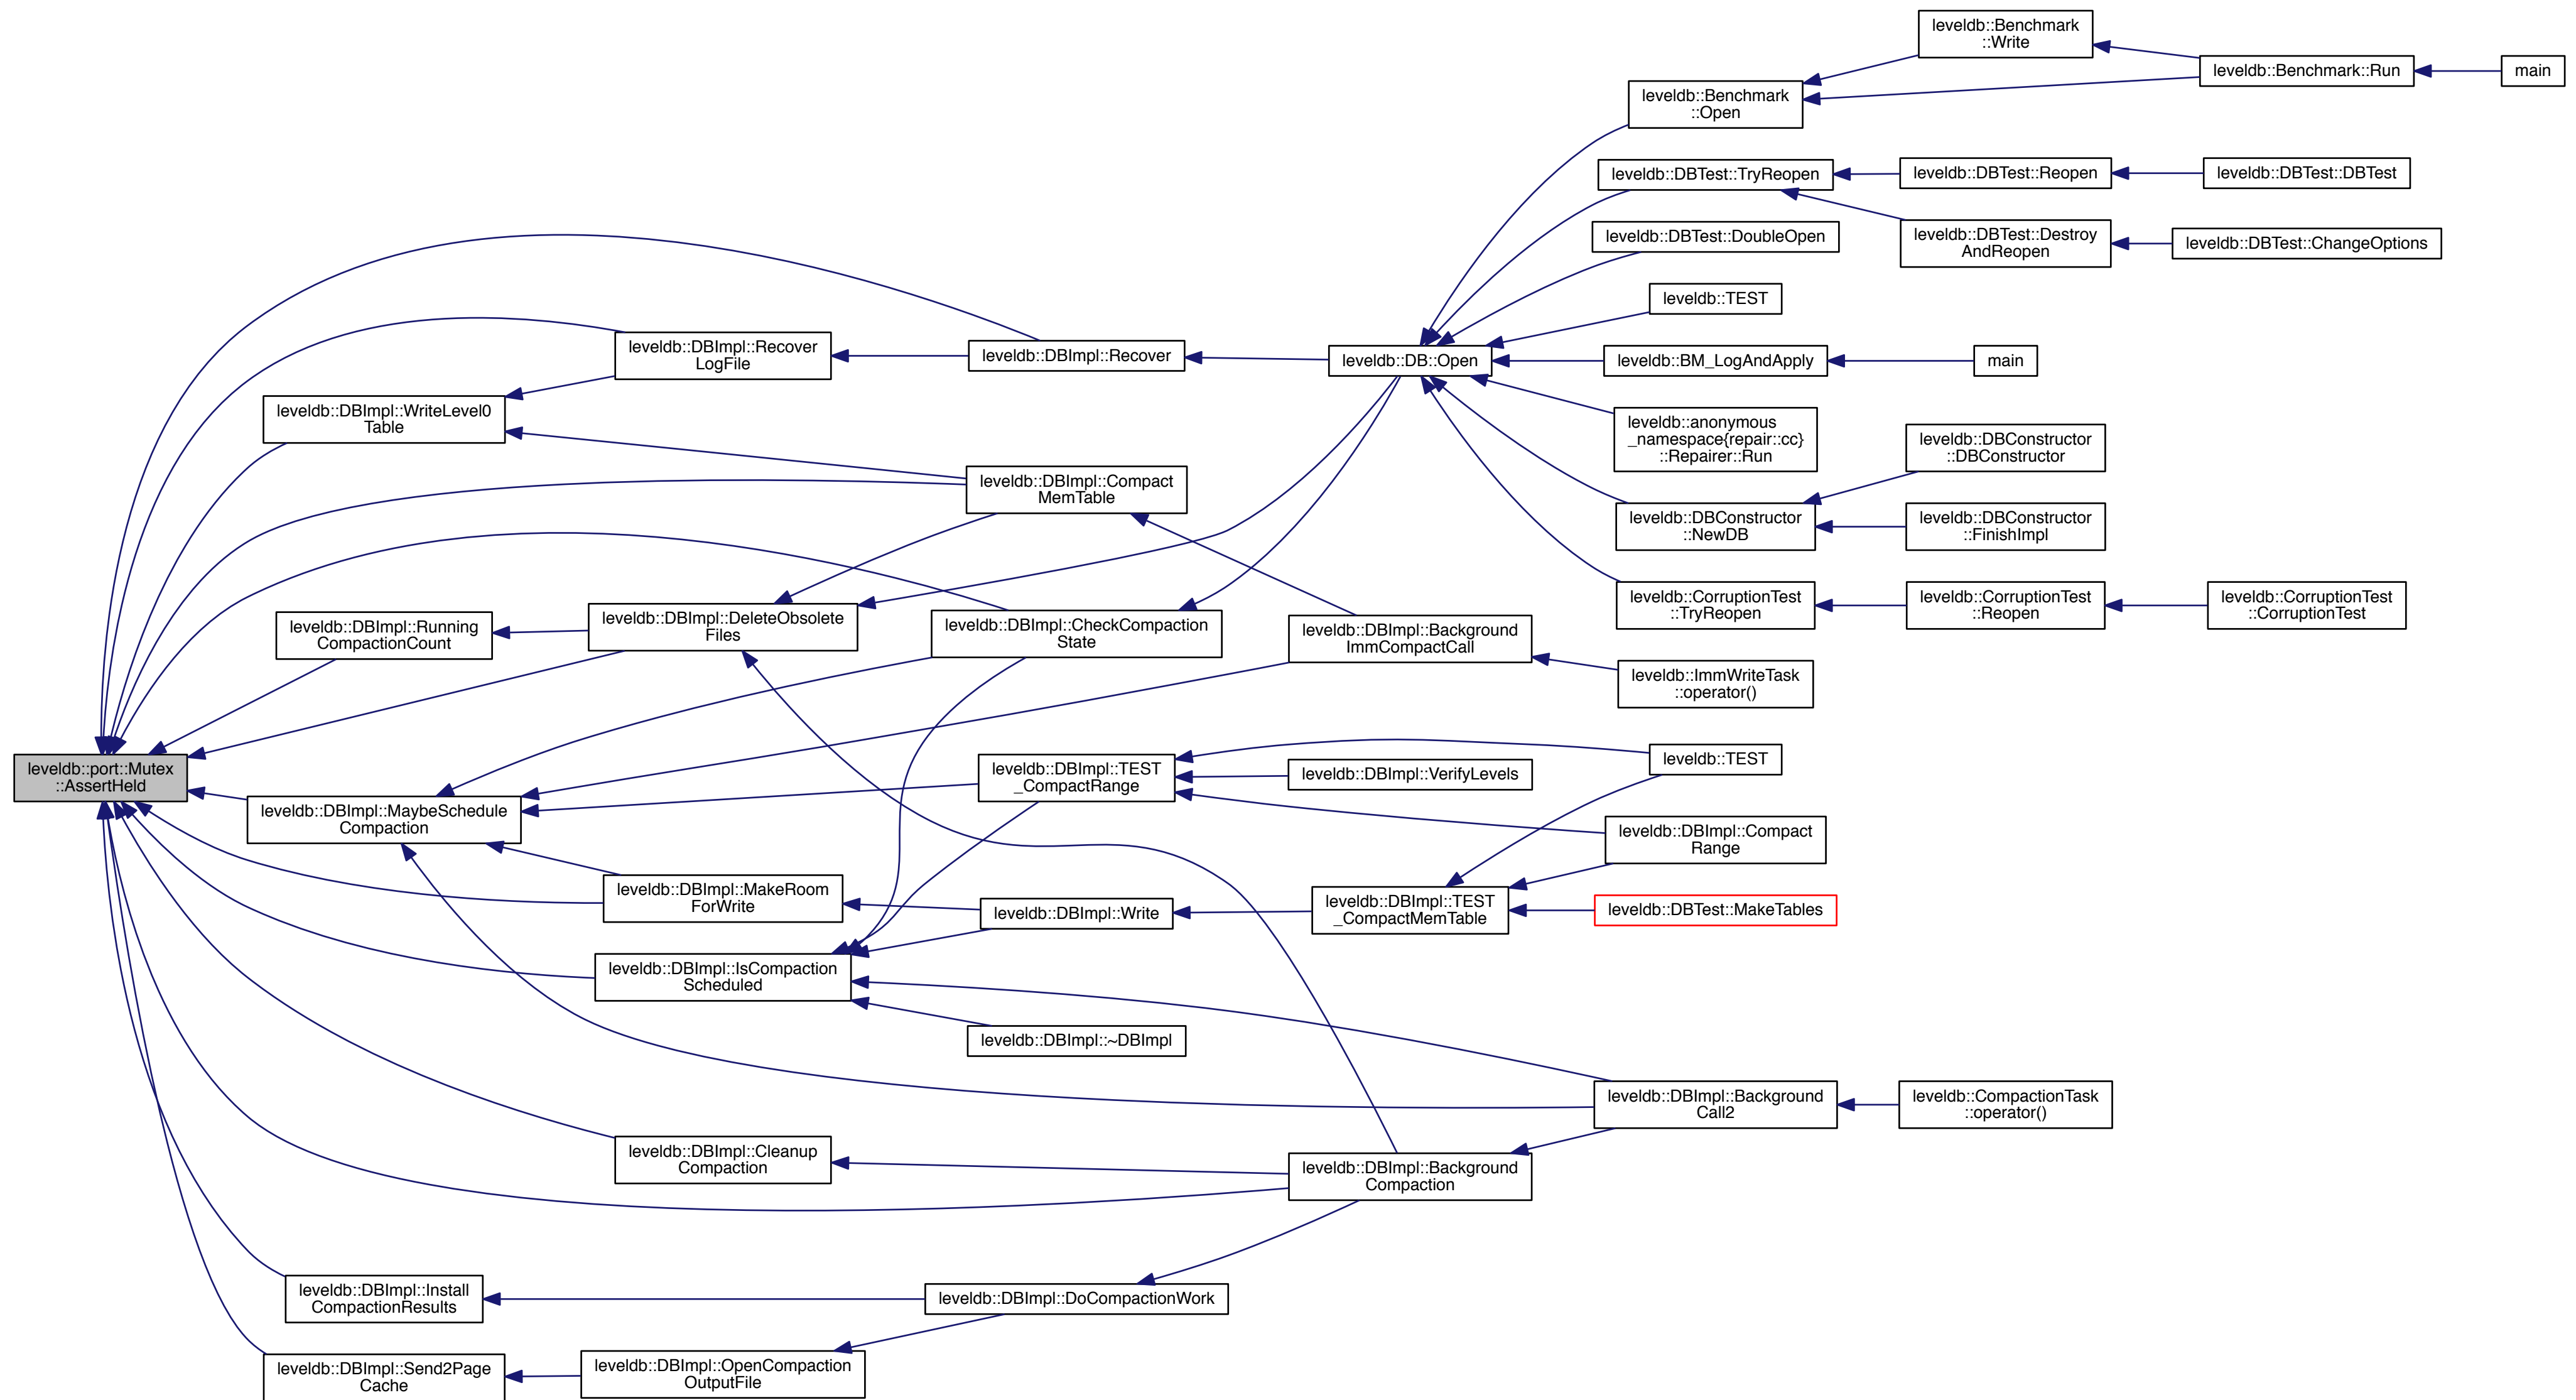 leveldb::Benchmark
::Write
leveldb::Benchmark::Run
main
leveldb::Benchmark
::Open
leveldb::DBTest::TryReopen
leveldb::DBTest::Reopen
leveldb::DBTest::DBTest
leveldb::DBTest::DoubleOpen
leveldb::DBTest::Destroy
AndReopen
leveldb::DBTest::ChangeOptions
leveldb::TEST
leveldb::DBImpl::Recover
LogFile
leveldb::DBImpl::Recover
leveldb::DB::Open
leveldb::BM_LogAndApply
main
leveldb::DBImpl::WriteLevel0
Table
leveldb::anonymous
_namespace{repair::cc}
::Repairer::Run
leveldb::DBConstructor
::DBConstructor
leveldb::DBImpl::Compact
MemTable
leveldb::DBConstructor
::NewDB
leveldb::DBConstructor
::FinishImpl
leveldb::DBImpl::Running
CompactionCount
leveldb::DBImpl::DeleteObsolete
Files
leveldb::DBImpl::CheckCompaction
State
leveldb::DBImpl::Background
ImmCompactCall
leveldb::CorruptionTest
::TryReopen
leveldb::CorruptionTest
::Reopen
leveldb::CorruptionTest
::CorruptionTest
leveldb::ImmWriteTask
::operator()
leveldb::port::Mutex
::AssertHeld
leveldb::DBImpl::TEST
_CompactRange
leveldb::DBImpl::VerifyLevels
leveldb::TEST
leveldb::DBImpl::MaybeSchedule
Compaction
leveldb::DBImpl::Compact
Range
leveldb::DBImpl::MakeRoom
ForWrite
leveldb::DBImpl::Write
leveldb::DBImpl::TEST
_CompactMemTable
leveldb::DBTest::MakeTables
leveldb::DBImpl::IsCompaction
Scheduled
leveldb::DBImpl::~DBImpl
leveldb::DBImpl::Background
Call2
leveldb::CompactionTask
::operator()
leveldb::DBImpl::Cleanup
Compaction
leveldb::DBImpl::Background
Compaction
leveldb::DBImpl::Install
CompactionResults
leveldb::DBImpl::DoCompactionWork
leveldb::DBImpl::Send2Page
Cache
leveldb::DBImpl::OpenCompaction
OutputFile